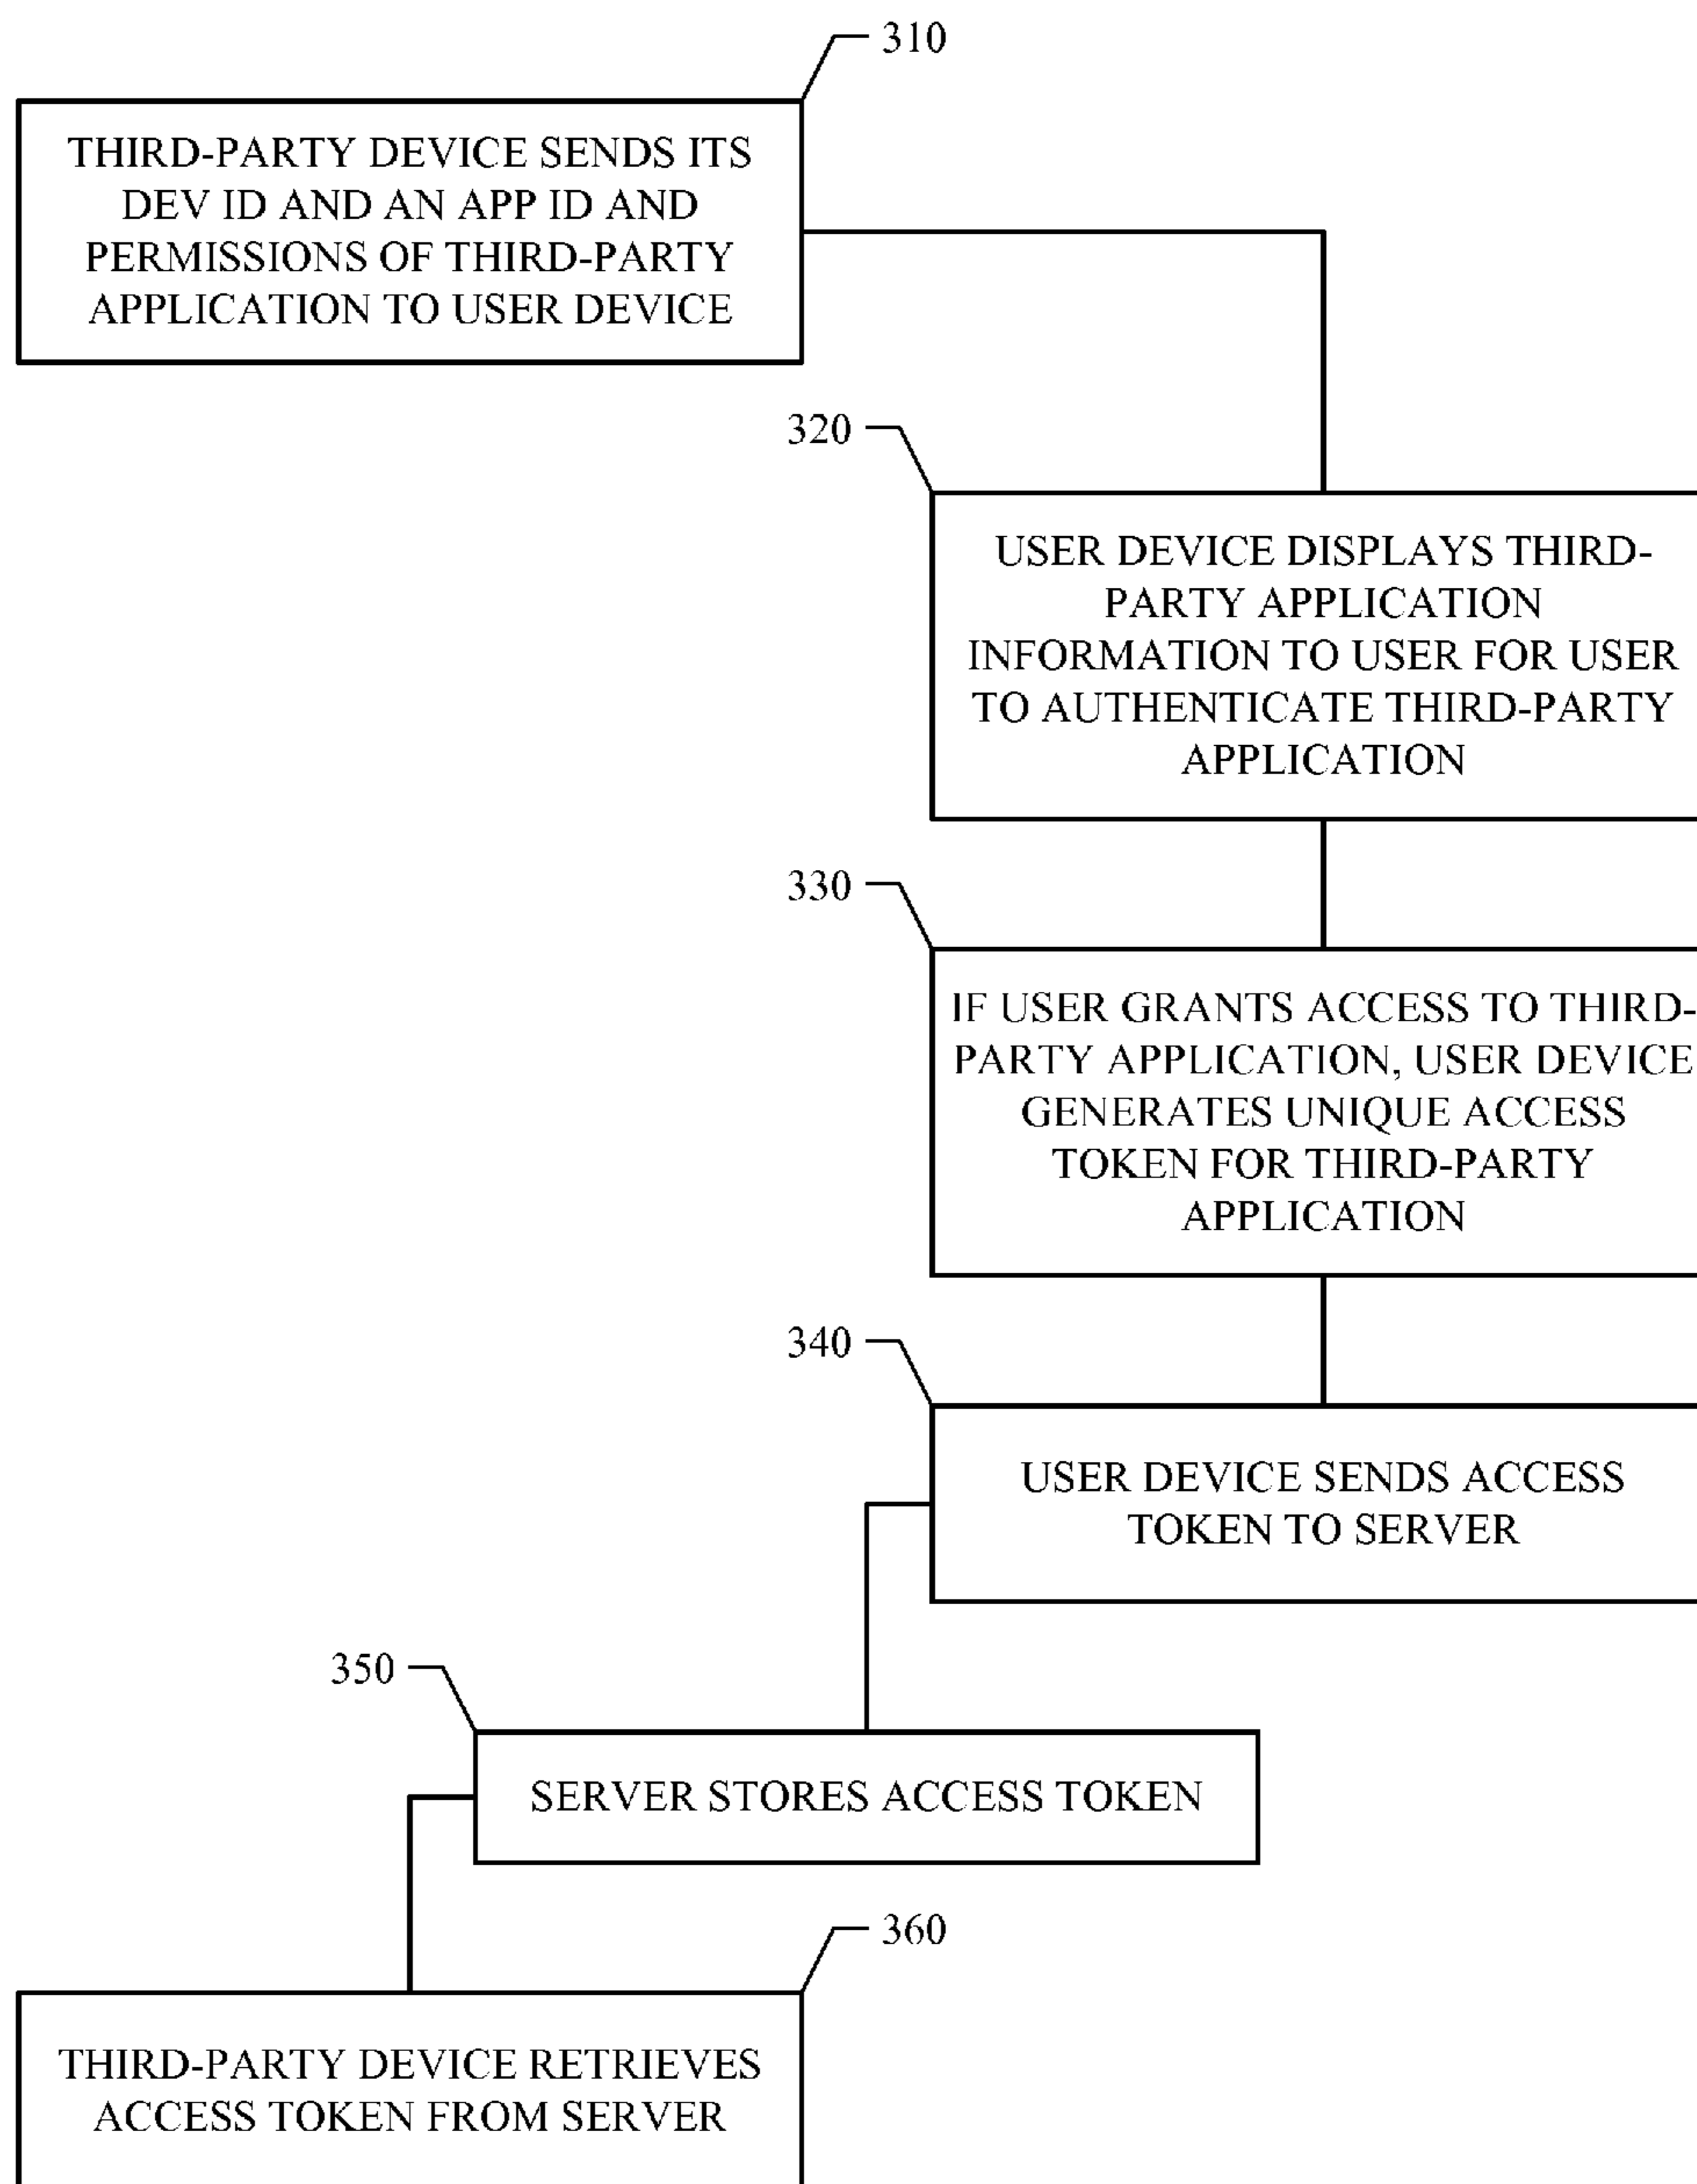 310
THIRD-PARTY DEVICE SENDS ITS
DEV ID AND AN APP ID AND
PERMISSIONS OF THIRD-PARTY
APPLICATION TO USER DEVICE
320
USER DEVICE DISPLAYS THIRD-
PARTY APPLICATION
INFORMATION TO USER FOR USER
TO AUTHENTICATE THIRD-PARTY
APPLICATION
330
IF USER GRANTS ACCESS TO THIRD-
PARTY APPLICATION, USER DEVICE
GENERATES UNIQUE ACCESS
TOKEN FOR THIRD-PARTY
APPLICATION
340
USER DEVICE SENDS ACCESS
TOKEN TO SERVER
350
SERVER STORES ACCESS TOKEN
360
THIRD-PARTY DEVICE RETRIEVES
ACCESS TOKEN FROM SERVER